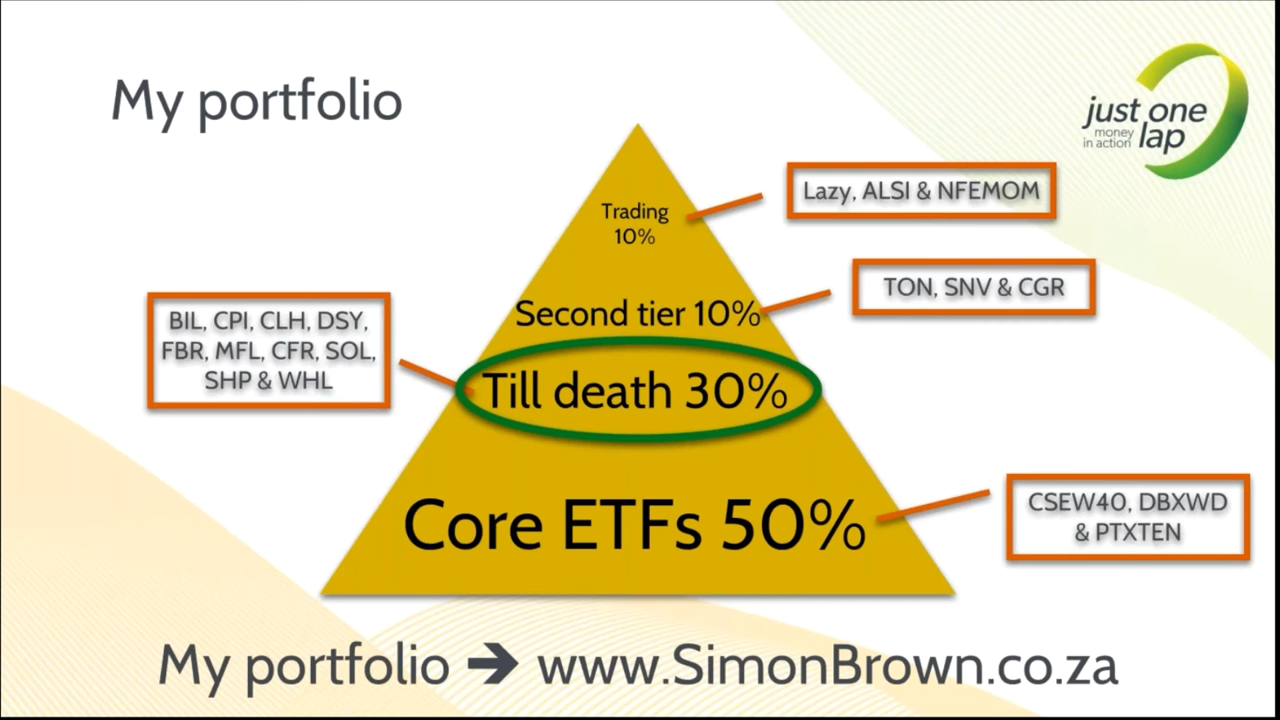 My portfolio
just one
money
in action
lap
Trading
10%
Lazy, ALSI & NFEMOM
Second tier 10%
TON, SNV & CGR
BIL, CPI, CLH, DSY,
FBR, MFL, CFR, SOL,
SHP & WHL
Till death 30%
Core ETFs 50%
CSEW40, DBXWD
& PTXTEN
My portfolio ➔ www.SimonBrown.co.za